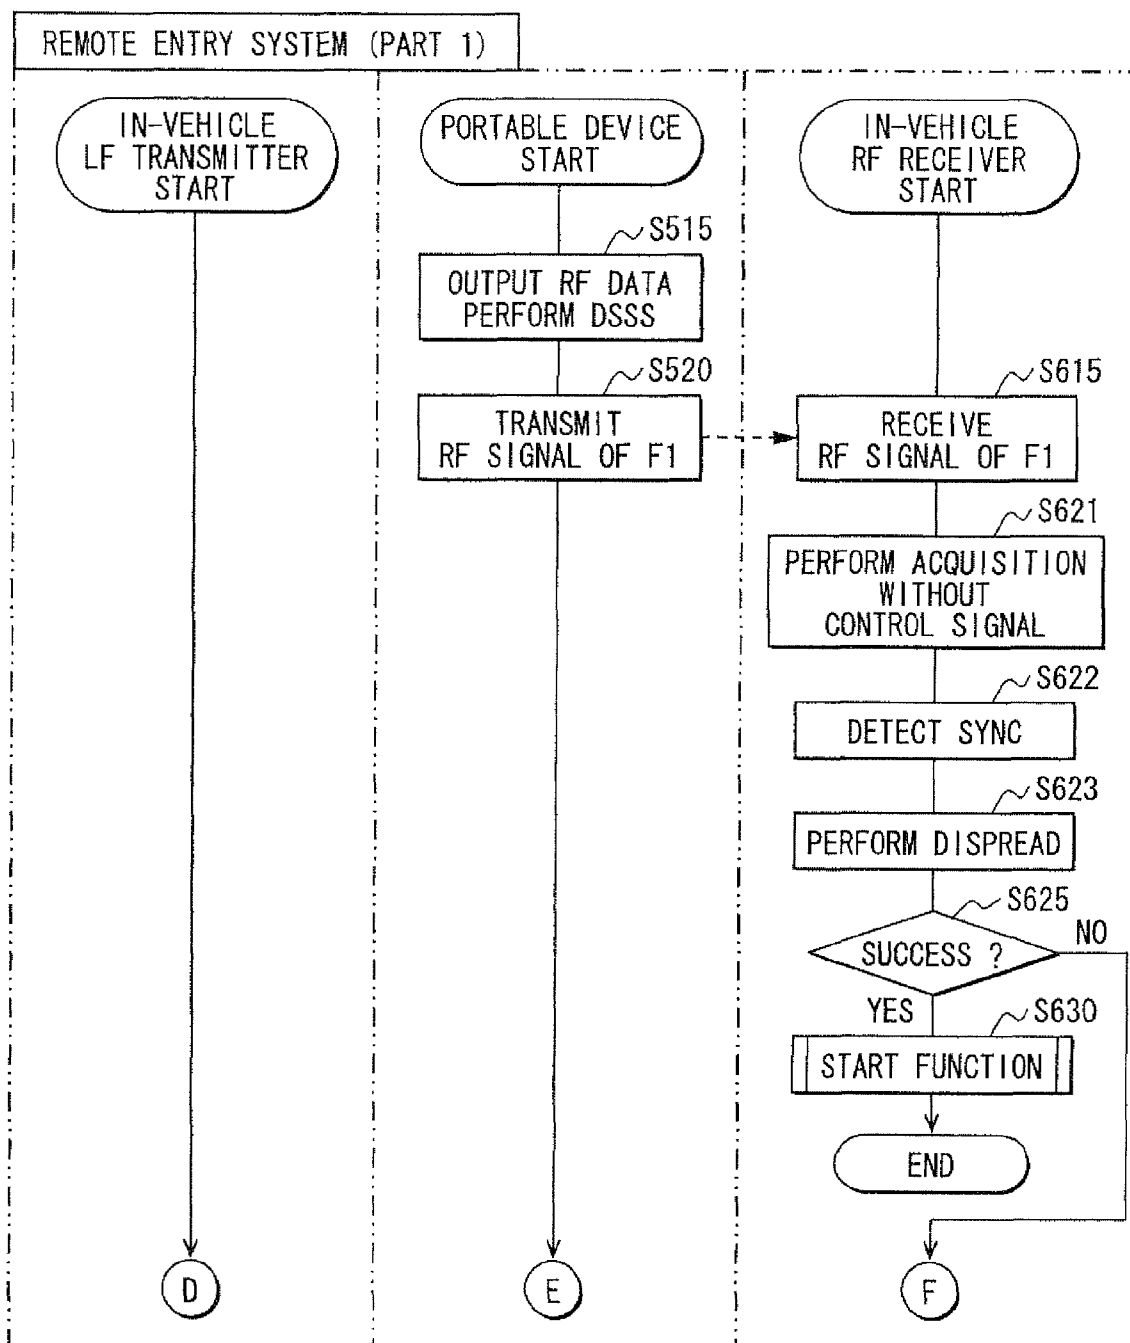 REMOTE ENTRY SYSTEM (PART 1)
IN-VEHICLE
LF TRANSMITTER
START
PORTABLE DEVICE
START
IN-VEHICLE
RF RECEIVER
START
S515
OUTPUT RF DATA
PERFORM DSSS
S520
TRANSMIT
RF SIGNAL OF F1
S615
RECEIVE
RF SIGNAL OF F1
S621
PERFORM ACQUISITION
WITHOUT
CONTROL SIGNAL
S622
DETECT SYNC
S623
PERFORM DISPREAD
S625
SUCCESS ?
NO
YES
S630
START FUNCTION
END
D
E
F